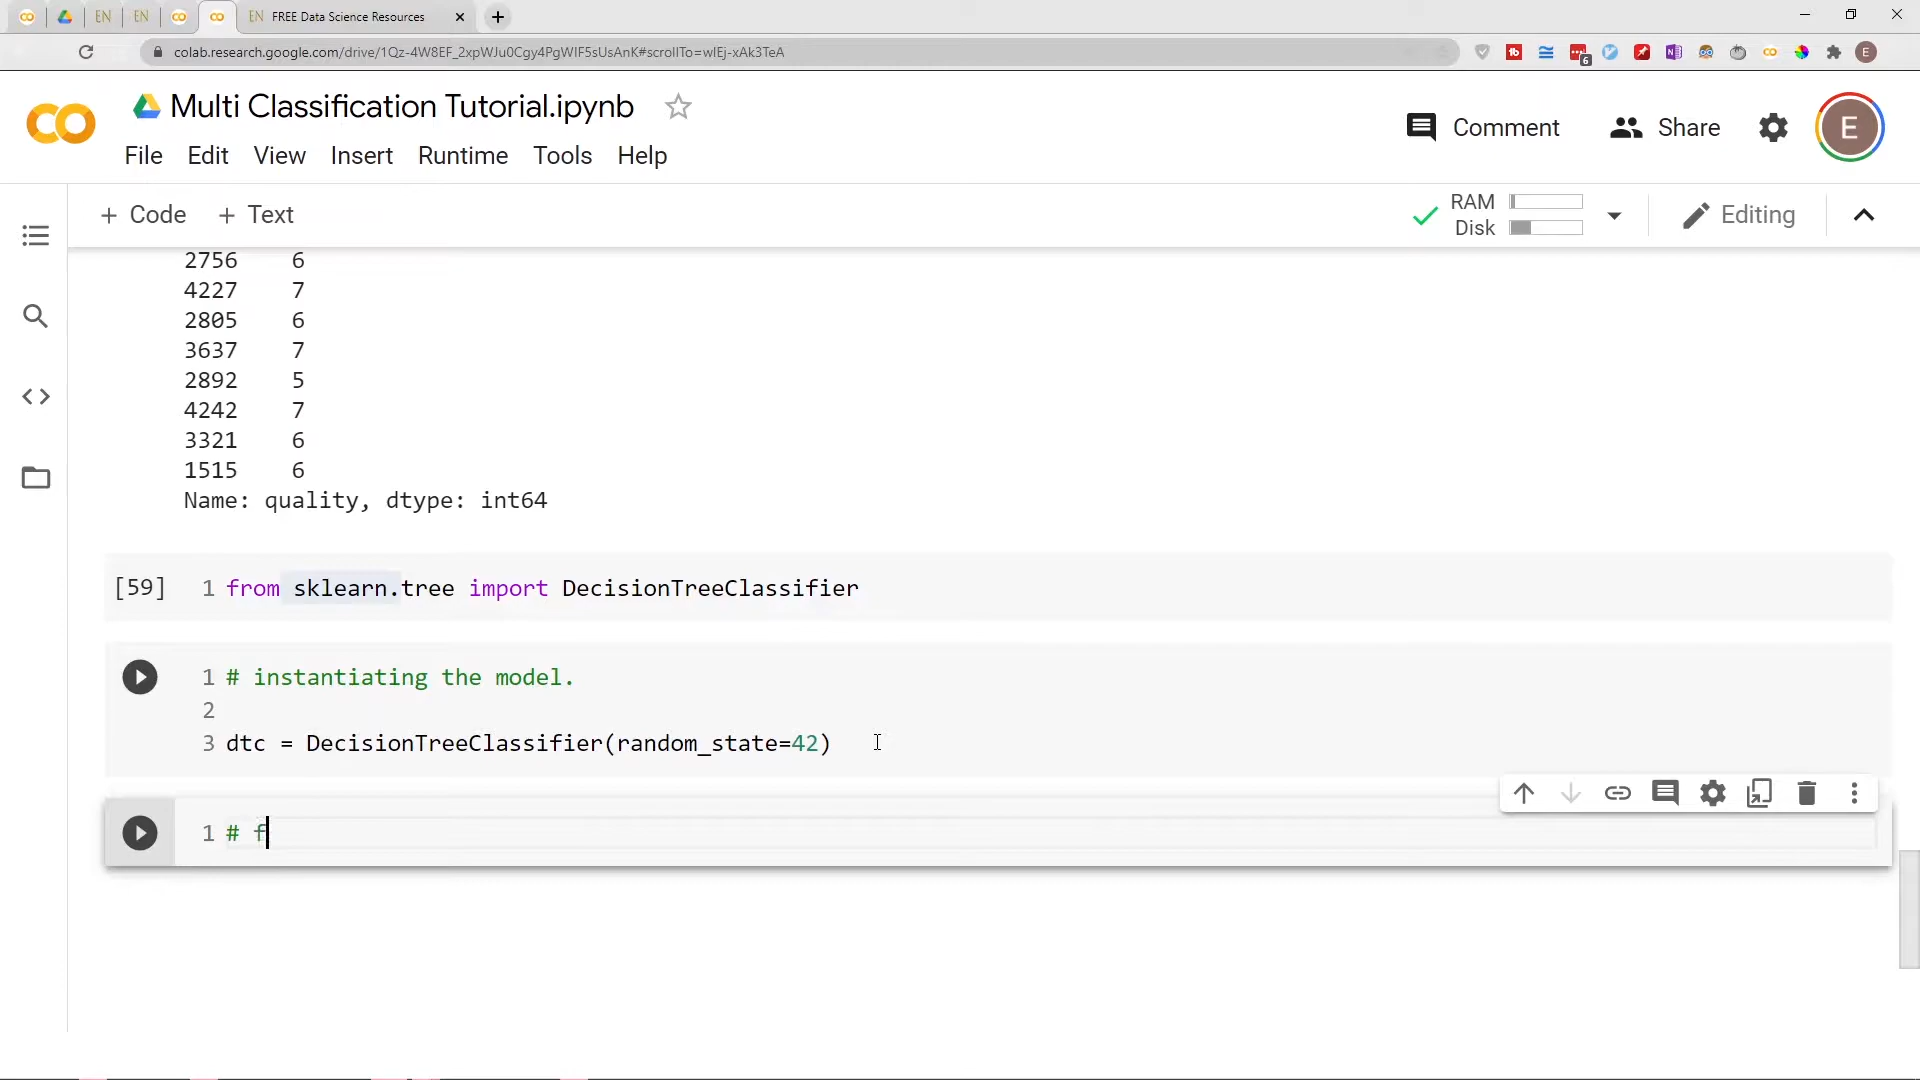 EN EN EN FREE Data Science Resources
colab.research.google.com/drive/1Qz-4W8EF_2xpWJu0Cgy4PgWIF5sUsAnK#scrollTo=wIEj-xAk3TeA 6 E
Multi Classification Tutorial.ipynb
Comment Share E
File Edit View Insert Runtime Tools Help
+ Code + Text RAM Disk Editing
2756 6
4227 7
2805 6
3637 7
2892 5
4242 7
3321 6
1515 6
Name: quality, dtype: int64
[59] 1 from sklearn.tree import DecisionTreeClassifier
1 # instantiating the model.
2
3 dtc = DecisionTreeClassifier(random_state=42)
1 # f